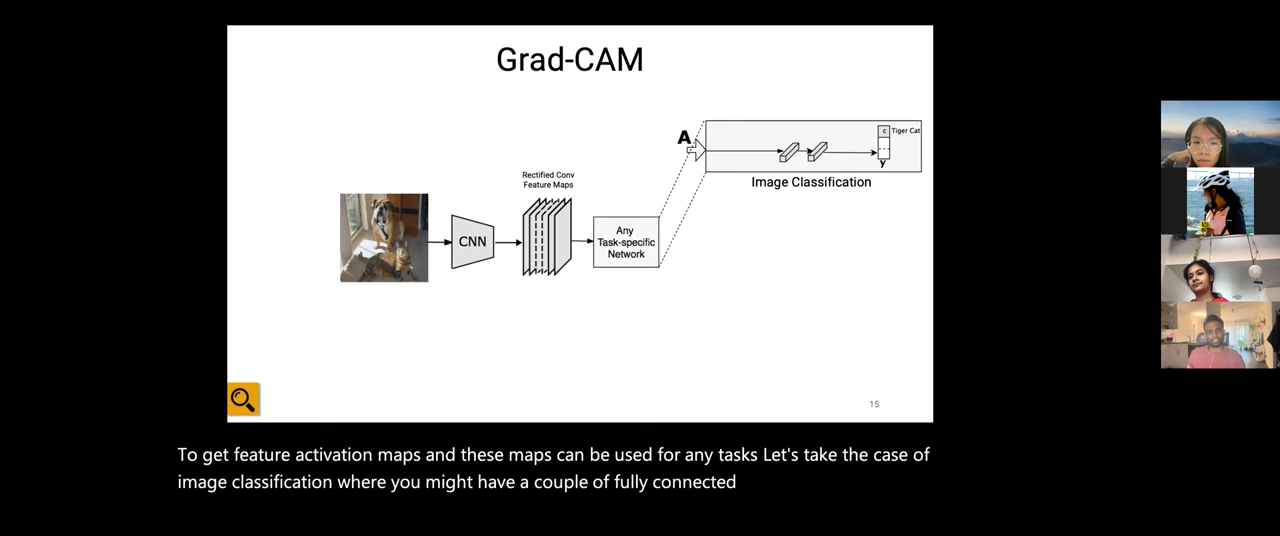 Grad-CAM
A
c Tiger Cat
y
Image Classification
Rectified Conv
Feature Maps
CNN
Any
Task-specific
Network
15
To get feature activation maps and these maps can be used for any tasks Let's take the case of
image classification where you might have a couple of fully connected